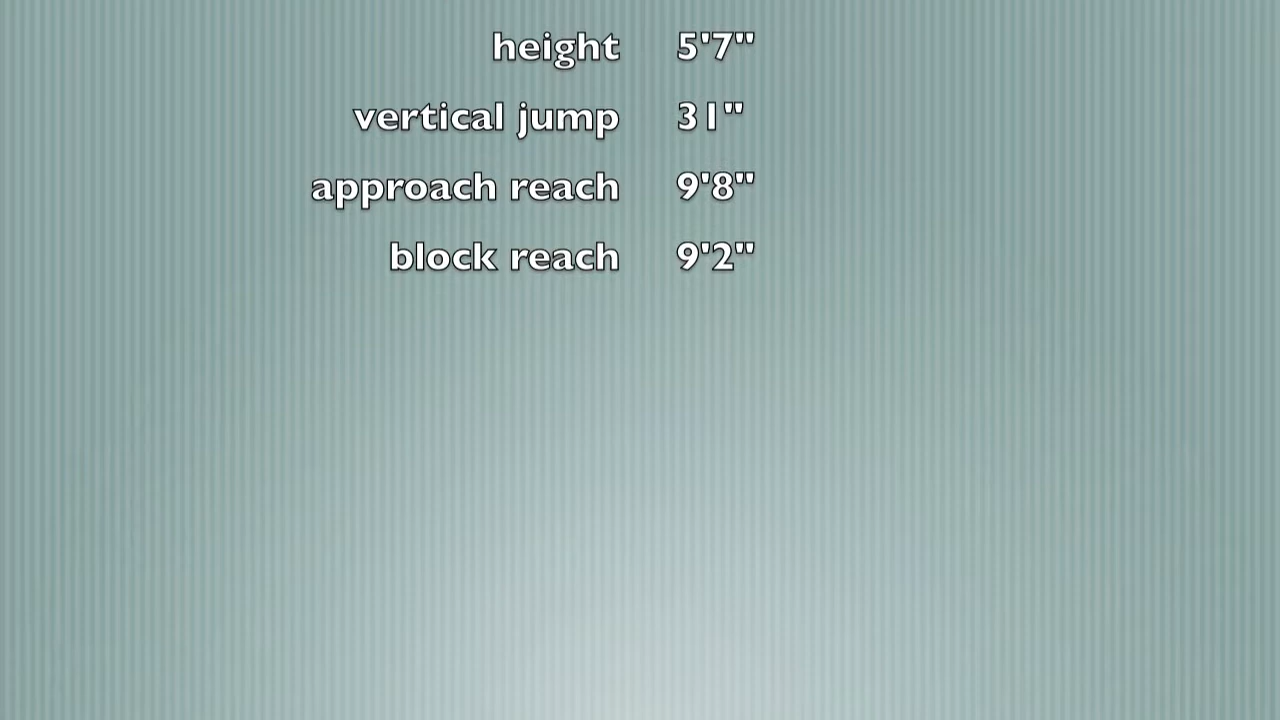 height 5'7"
vertical jump 31"
approach reach 9'8"
block reach 9'2"